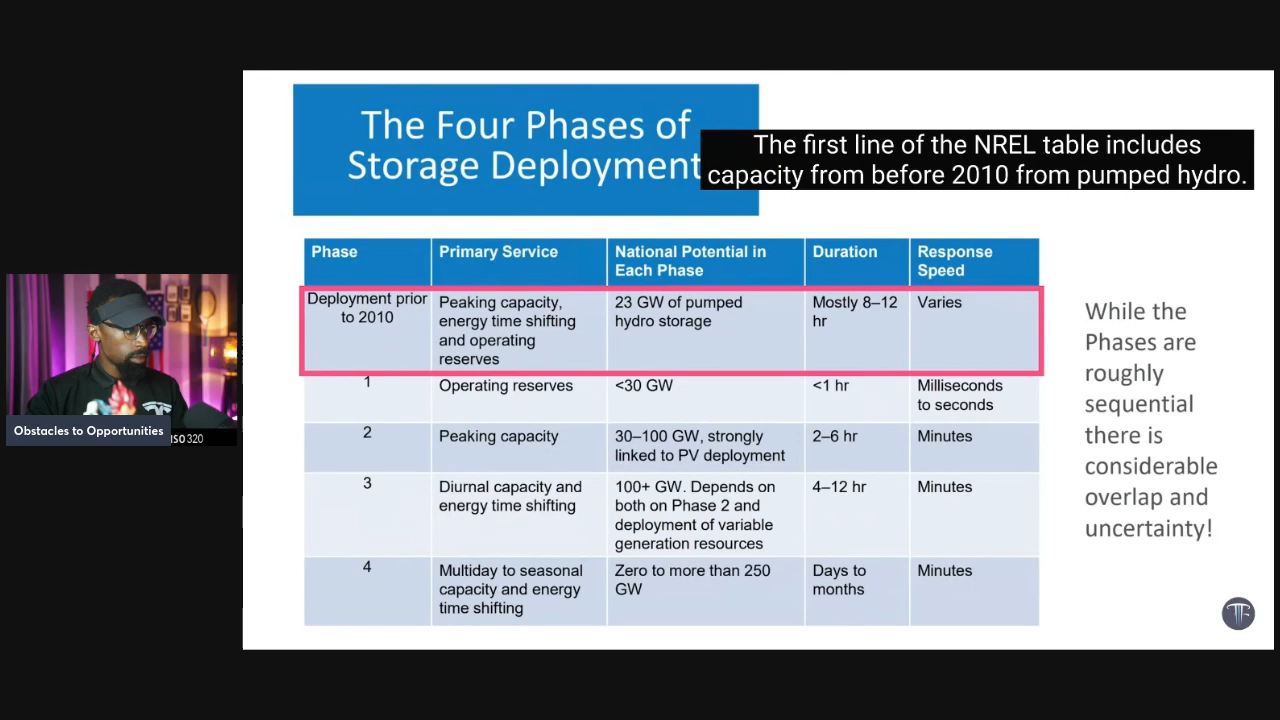 The Four Phases of
Storage Deployment
The first line of the NREL table includes
capacity from before 2010 from pumped hydro.
Phase
Primary Service
National Potential in
Each Phase
Duration
Response
Speed
Deployment prior
to 2010
Peaking capacity,
energy time shifting
and operating
reserves
23 GW of pumped
hydro storage
Mostly 8–12
hr
Varies
1
Operating reserves
<30 GW
<1 hr
Milliseconds
to seconds
2
Peaking capacity
30–100 GW, strongly
linked to PV deployment
2–6 hr
Minutes
3
Diurnal capacity and
energy time shifting
100+ GW. Depends on
both on Phase 2 and
deployment of variable
generation resources
4–12 hr
Minutes
4
Multiday to seasonal
capacity and energy
time shifting
Zero to more than 250
GW
Days to
months
Minutes
While the
Phases are
roughly
sequential
there is
considerable
overlap and
uncertainty!
Obstacles to Opportunities
ISO 320